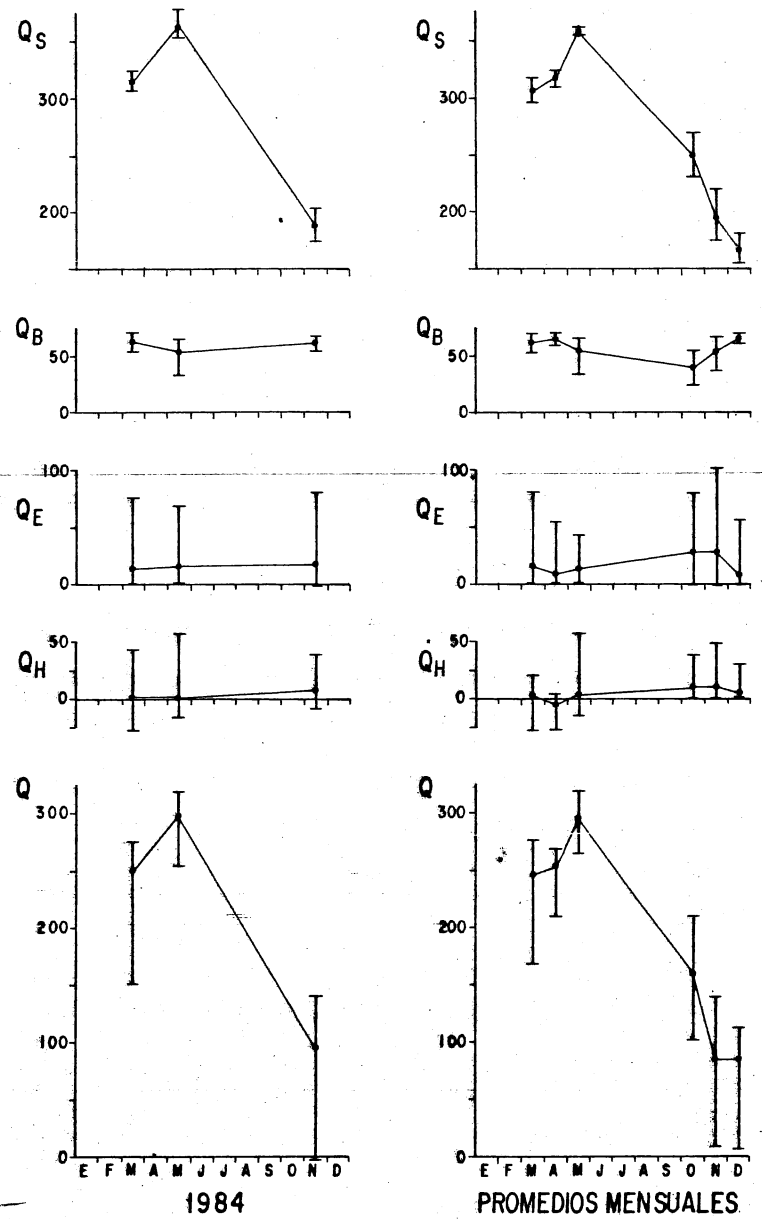 Q_S Q_S
300 300
200 200
Q_B Q_B
50 50
0 0
100 100
Q_E Q_E
0 0
50 50
Q_H Q_H
0 0
Q Q
300 300
200 200
100 100
0 0
E F M A M J J A S O N D E F M A M J J A S O N D
1984 PROMEDIOS MENSUALES